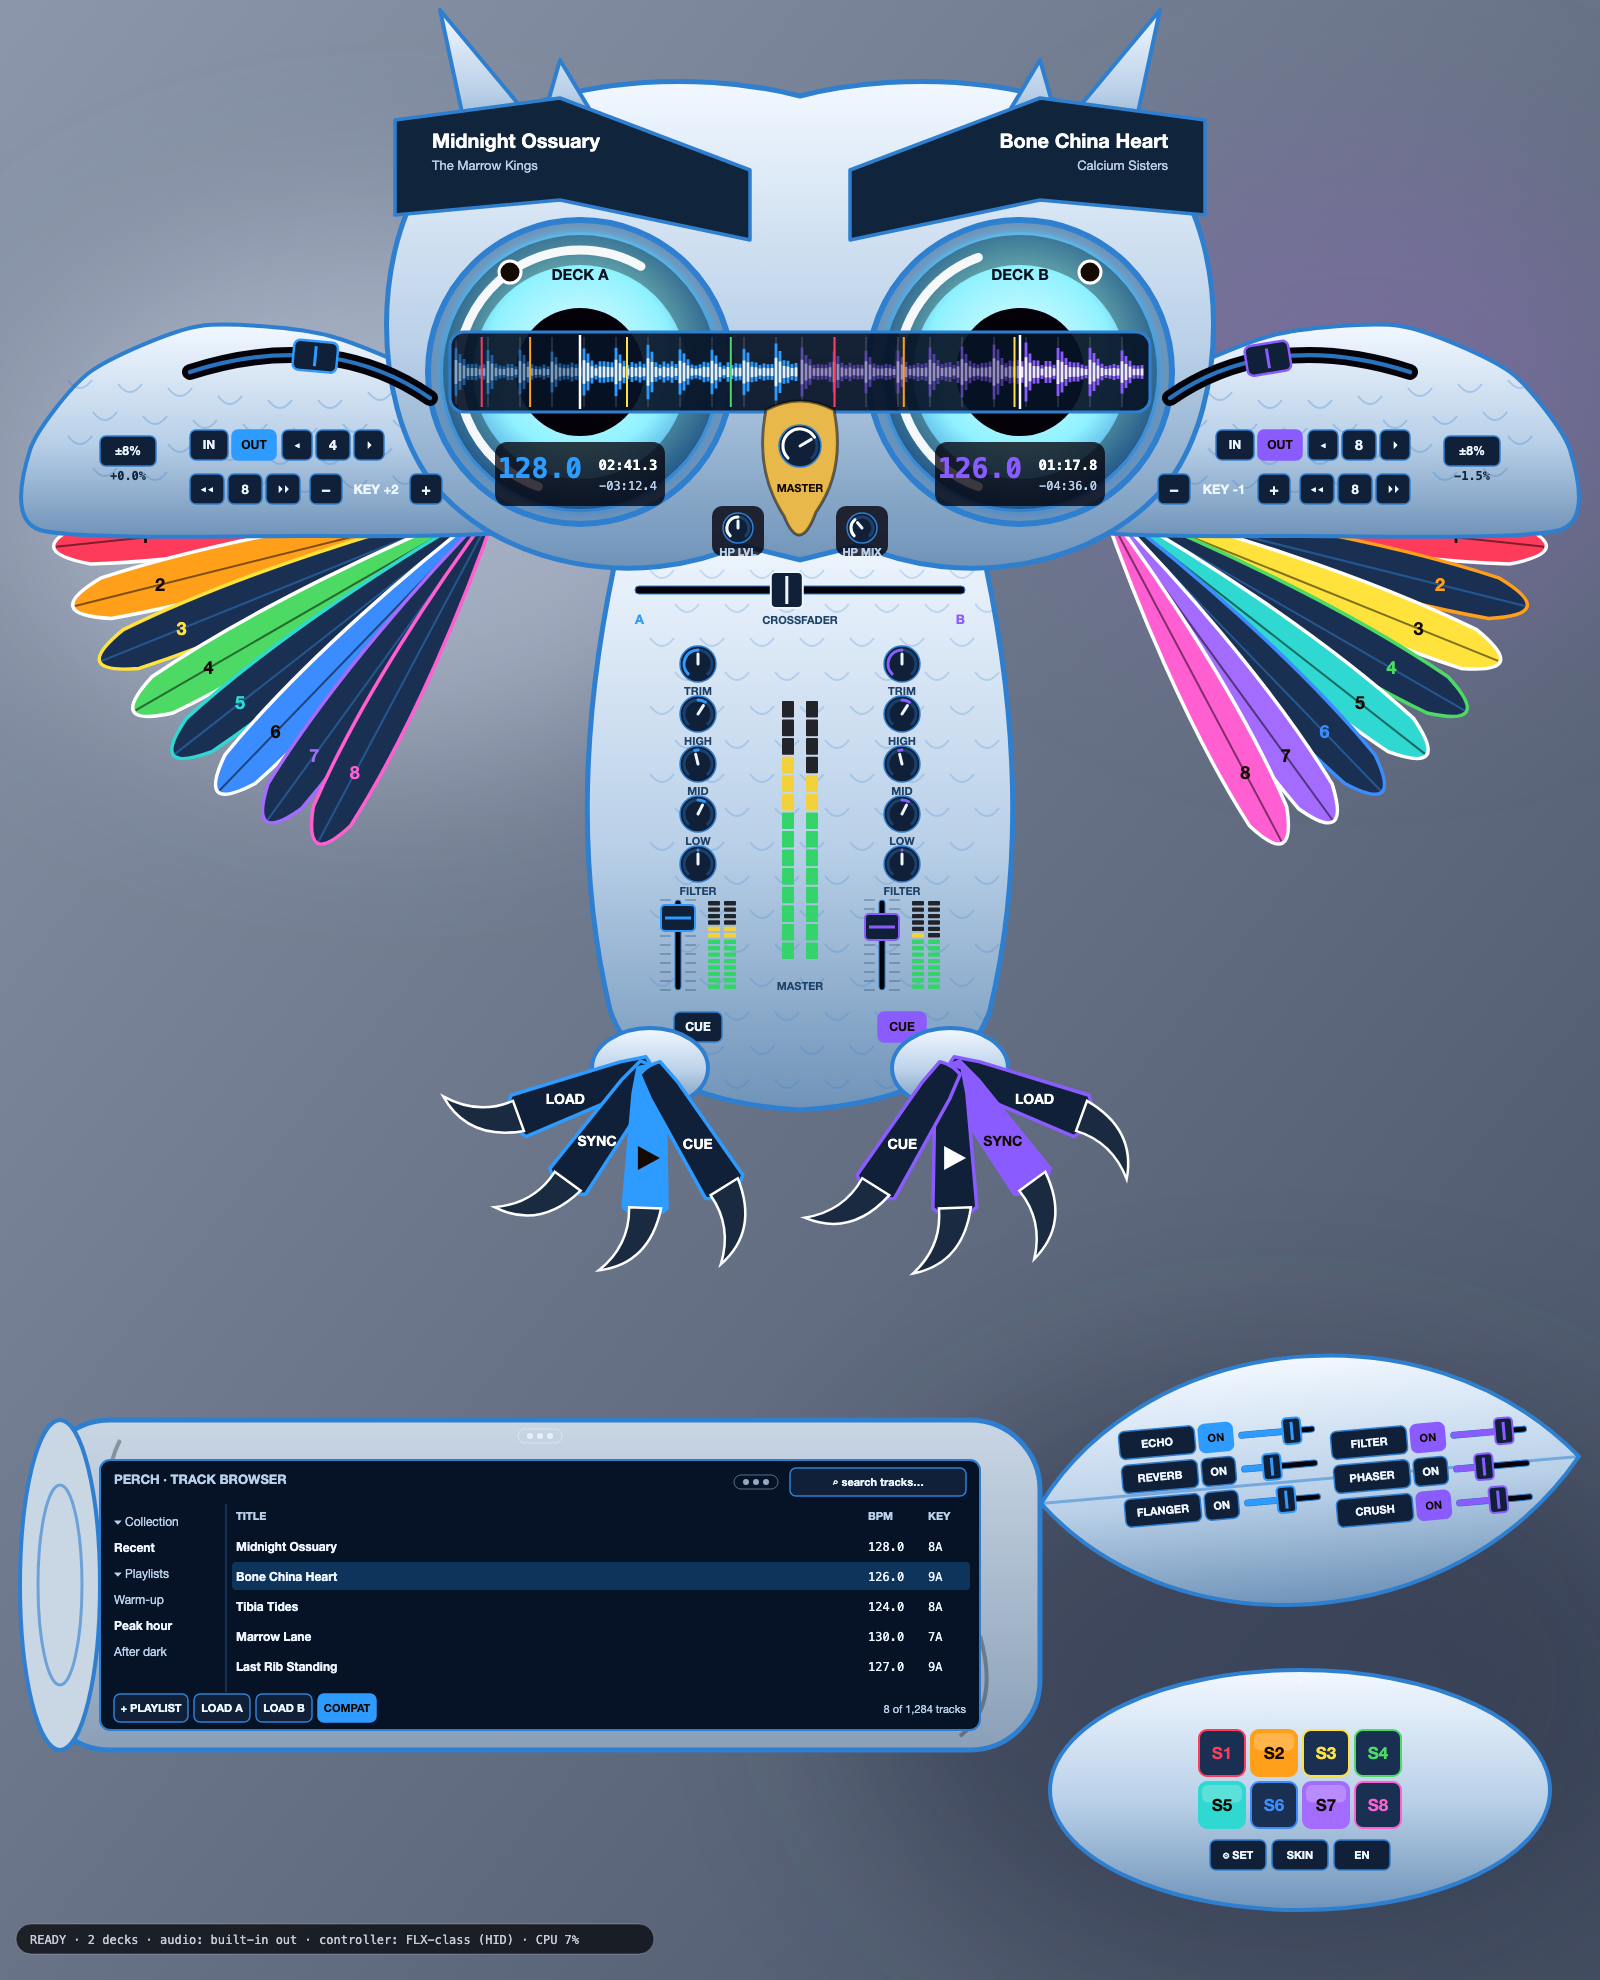 Midnight Ossuary
The Marrow Kings
Bone China Heart
Calcium Sisters
DECK A
DECK B
±8%
+0.0%
IN OUT ◂ 4 ▸
◂◂ 8 ▸▸ − KEY +2 +
128.0 02:41.3
−03:12.4
MASTER
126.0 01:17.8
−04:36.0
IN OUT ◂ 8 ▸
− KEY -1 + ◂◂ 8 ▸▸
±8%
−1.5%
HP LVL
HP MIX
1
2
3
4
5
6
7
8
1
2
3
4
5
6
7
8
A CROSSFADER B
TRIM TRIM
HIGH HIGH
MID MID
LOW LOW
FILTER FILTER
MASTER
CUE CUE
LOAD
SYNC
▶
CUE
CUE
▶
SYNC
LOAD
ECHO ON
REVERB ON
FLANGER ON
FILTER ON
PHASER ON
CRUSH ON
PERCH · TRACK BROWSER
⌕ search tracks…
▾ Collection
Recent
▾ Playlists
Warm-up
Peak hour
After dark
TITLE BPM KEY
Midnight Ossuary 128.0 8A
Bone China Heart 126.0 9A
Tibia Tides 124.0 8A
Marrow Lane 130.0 7A
Last Rib Standing 127.0 9A
+ PLAYLIST LOAD A LOAD B COMPAT
8 of 1,284 tracks
S1 S2 S3 S4
S5 S6 S7 S8
⚙ SET SKIN EN
READY · 2 decks · audio: built-in out · controller: FLX-class (HID) · CPU 7%